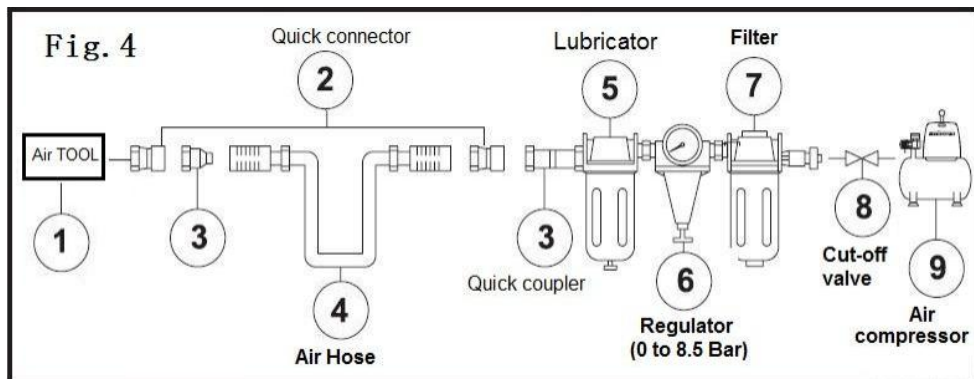 Fig. 4
Quick connector
2
Lubricator
5
Filter
7
Air TOOL
1
3
4
Air Hose
3
Quick coupler
6
Regulator
(0 to 8.5 Bar)
8
Cut-off
valve
9
Air
compressor